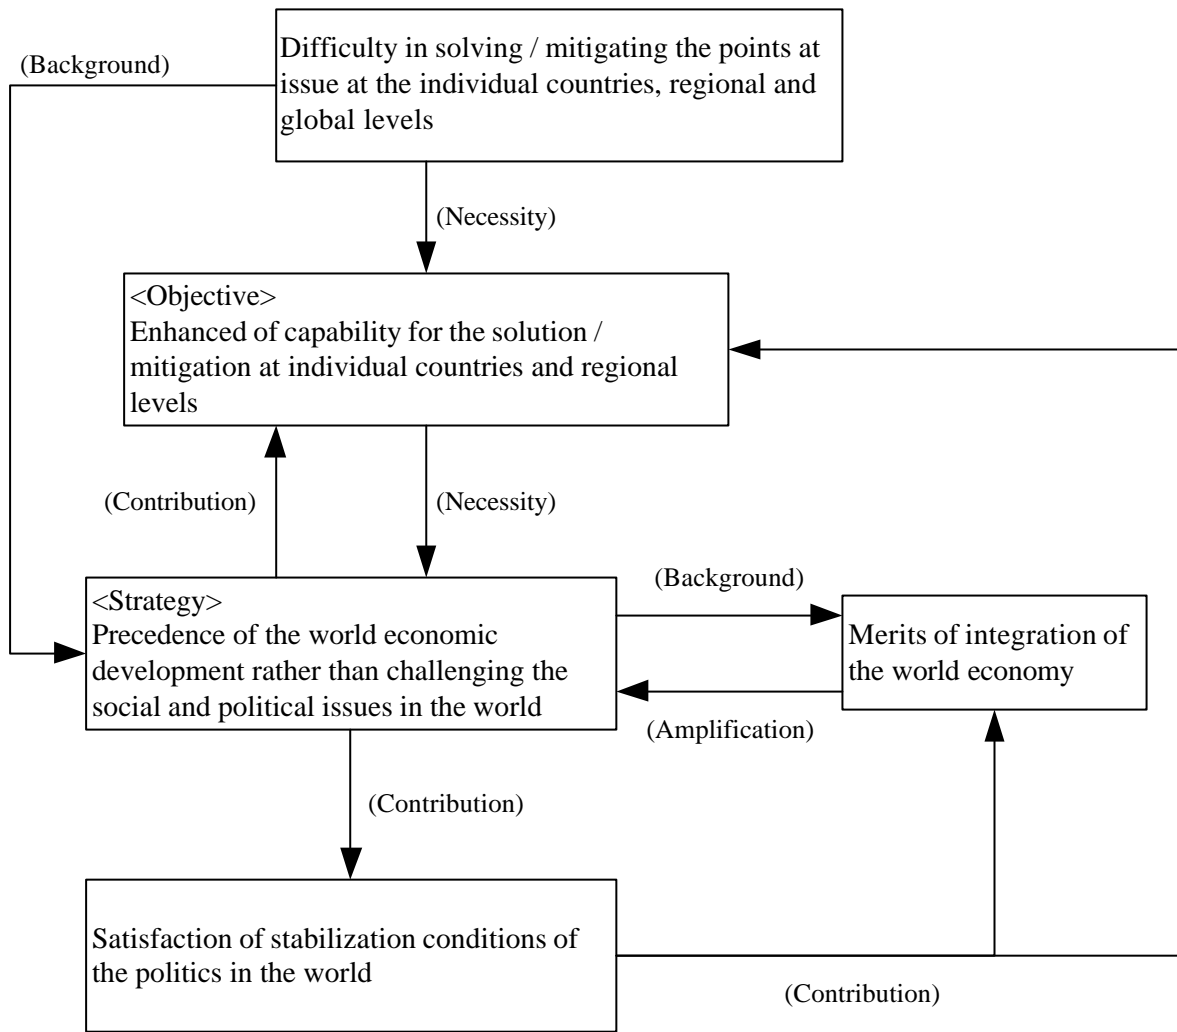 Difficulty in solving / mitigating the points at
issue at the individual countries, regional and
global levels
(Background)
(Necessity)
<Objective>
Enhanced of capability for the solution /
mitigation at individual countries and regional
levels
(Contribution)
(Necessity)
<Strategy>
Precedence of the world economic
development rather than challenging the
social and political issues in the world
(Background)
Merits of integration of
the world economy
(Amplification)
(Contribution)
Satisfaction of stabilization conditions of
the politics in the world
(Contribution)